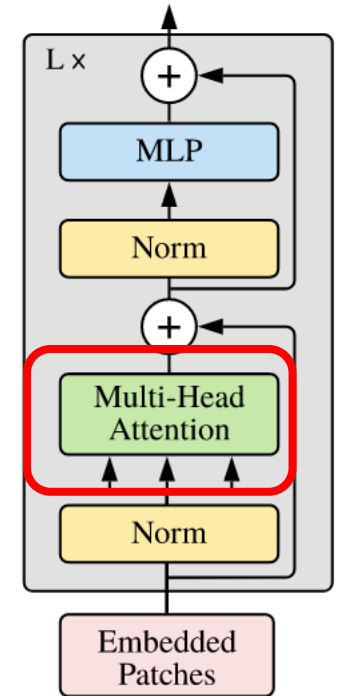 L ×
+
MLP
Norm
+
Multi-Head
Attention
Norm
Embedded
Patches